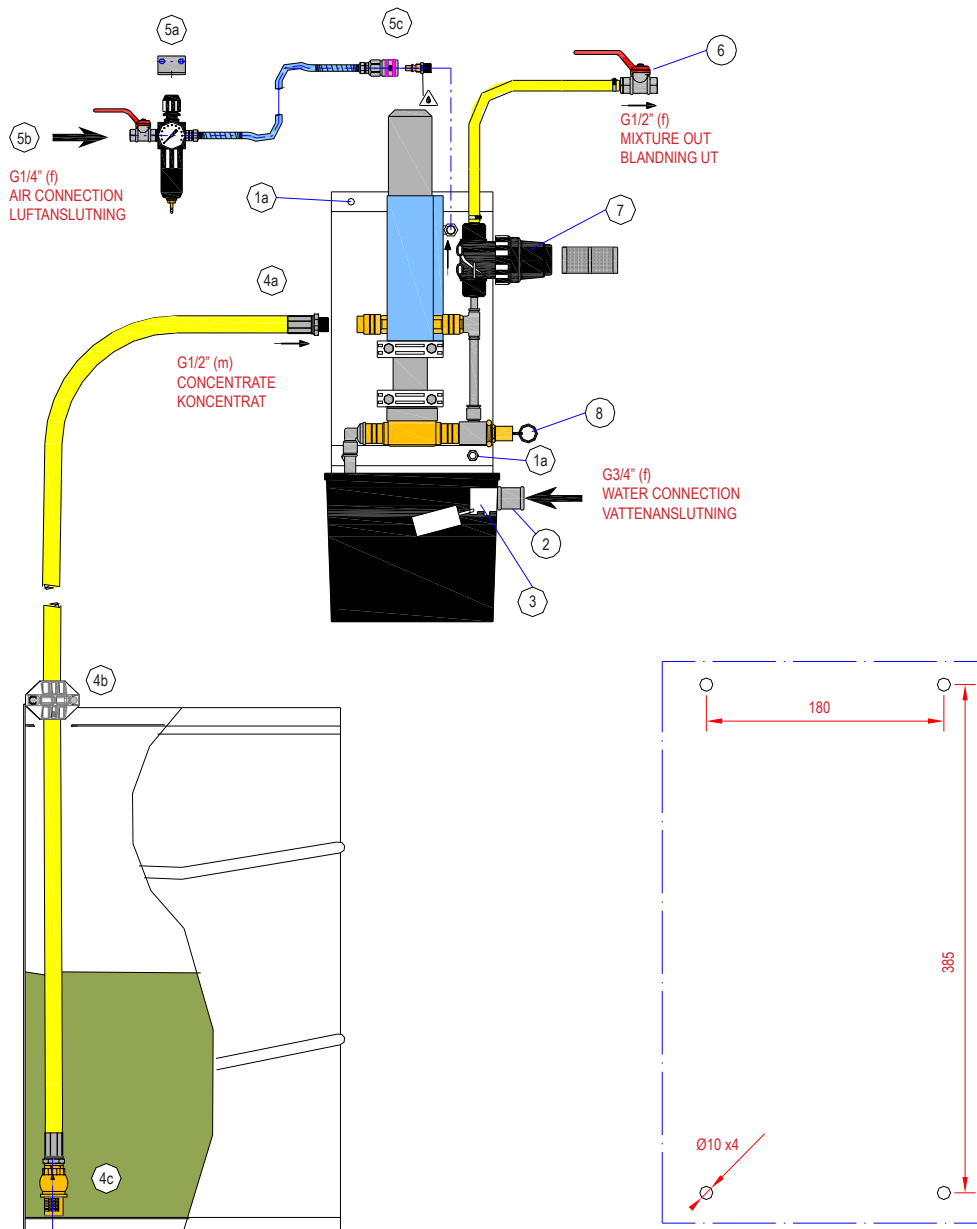 5a
5c
6
5b
G1/4" (f)
AIR CONNECTION
LUFTANSLUTNING
G1/2" (f)
MIXTURE OUT
BLANDNING UT
1a
7
4a
G1/2" (m)
CONCENTRATE
KONCENTRAT
8
1a
G3/4" (f)
WATER CONNECTION
VATTENANSLUTNING
2
3
4b
180
385
Ø10 x4
4c